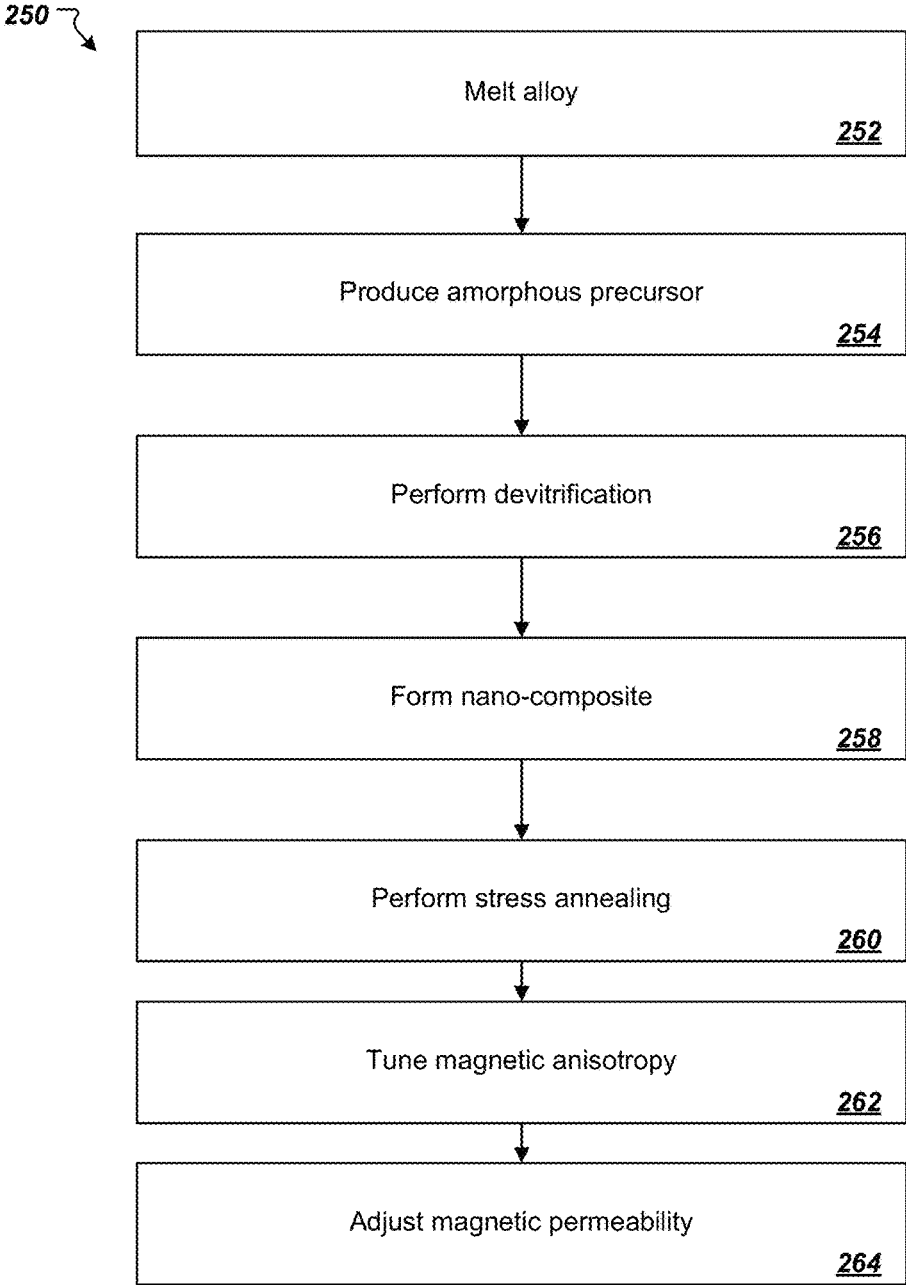 250
Melt alloy
252
Produce amorphous precursor
254
Perform devitrification
256
Form nano-composite
258
Perform stress annealing
260
Tune magnetic anisotropy
262
Adjust magnetic permeability
264